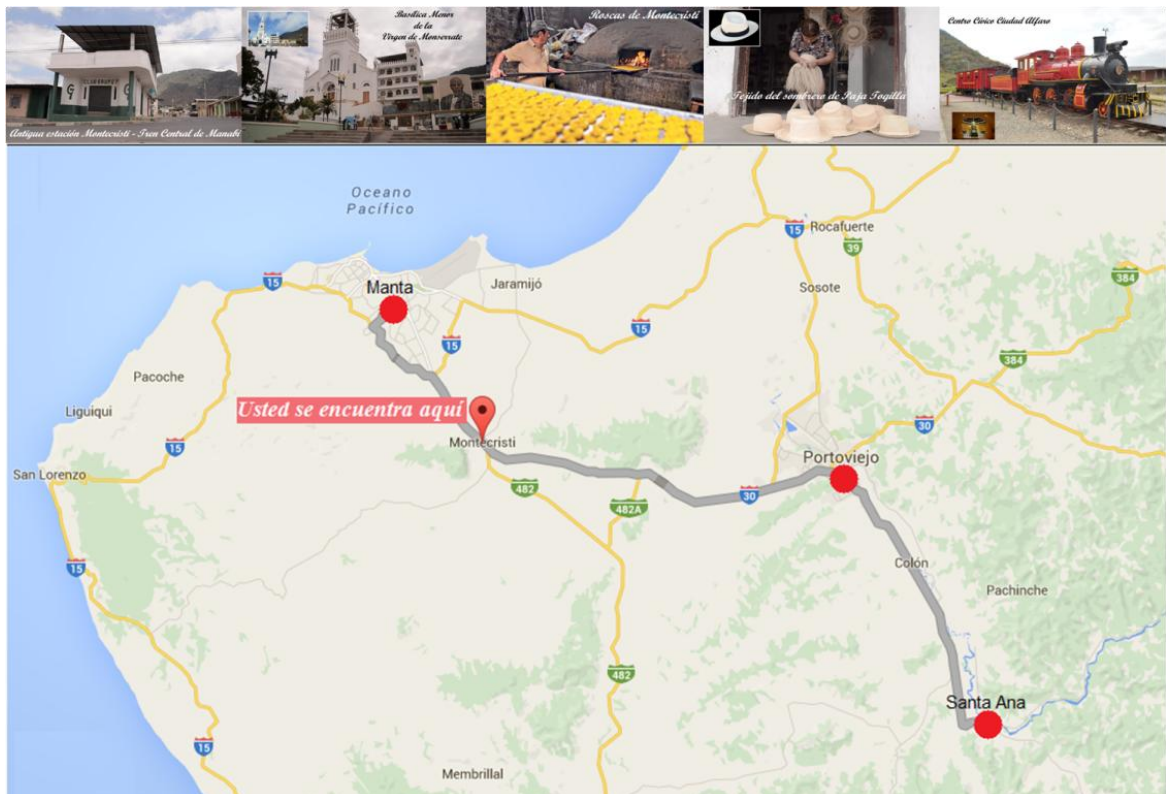 Antigua estación Montecristi - Tren Central de Manabí
Basílica Menor
de la
Virgen de Monserrate
Roscas de Montecristi
Tejido del sombrero de Paja Toquilla
Centro Cívico Ciudad Alfaro
Oceano
Pacífico
Rocafuerte
15
39
15
Manta
Jaramijó
Sosote
384
15
15
Pacoche
384
Usted se encuentra aquí
Liguiqui
15
Montecristi
30
Portoviejo
San Lorenzo
482
30
482A
15
Colón
Pachinche
482
Santa Ana
15
Membrillal